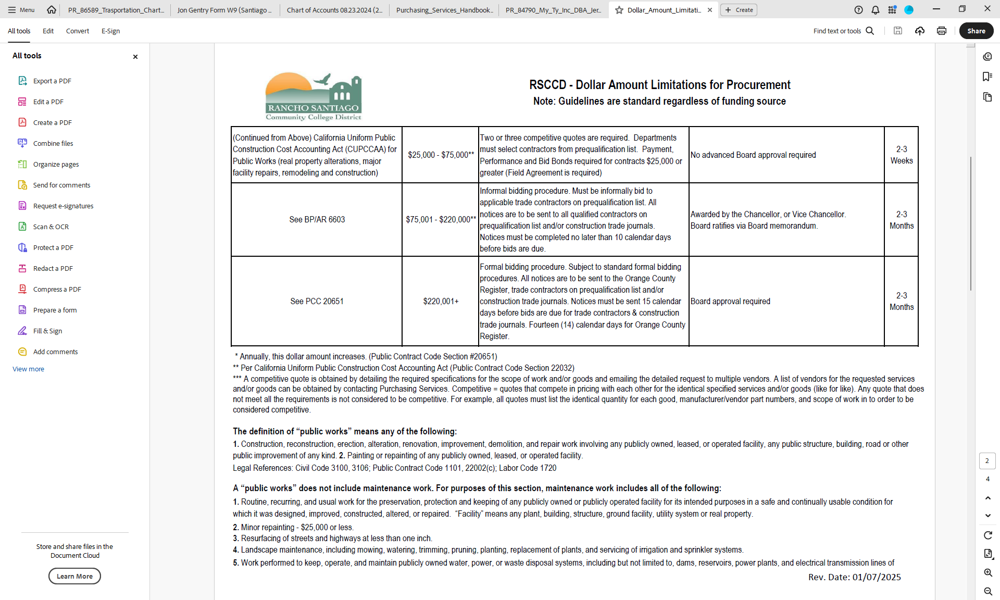 Menu
PR_86589_Trasportation_Chart...
Jon Gentry Form W9 (Santiago ...
Chart of Accounts 08.23.2024 (2...
Purchasing_Services_Handbook...
PR_84790_My_Ty_Inc_DBA_Jer...
Dollar_Amount_Limitati...
Create
All tools
Edit
Convert
E-Sign
Find text or tools
Share
All tools
Export a PDF
Edit a PDF
Create a PDF
Combine files
Organize pages
Send for comments
Request e-signatures
Scan & OCR
Protect a PDF
Redact a PDF
Compress a PDF
Prepare a form
Fill & Sign
Add comments
View more
Store and share files in the
Document Cloud
Learn More
RANCHO SANTIAGO
Community College District
RSCCD - Dollar Amount Limitations for Procurement
Note: Guidelines are standard regardless of funding source
(Continued from Above) California Uniform Public
Construction Cost Accounting Act (CUPCCAA) for
Public Works (real property alterations, major
facility repairs, remodeling and construction)
$25,000 - $75,000**
Two or three competitive quotes are required.  Departments
must select contractors from prequalification list.  Payment,
Performance and Bid Bonds required for contracts $25,000 or
greater (Field Agreement is required)
No advanced Board approval required
2-3
Weeks
See BP/AR 6603
$75,001 - $220,000**
Informal bidding procedure. Must be informally bid to
applicable trade contractors on prequalification list. All
notices are to be sent to all qualified contractors on
prequalification list and/or construction trade journals.
Notices must be completed no later than 10 calendar days
before bids are due.
Awarded by the Chancellor, or Vice Chancellor.
Board ratifies via Board memorandum.
2-3
Months
See PCC 20651
$220,001+
Formal bidding procedure. Subject to standard formal bidding
procedures. All notices are to be sent to the Orange County
Register, trade contractors on prequalification list and/or
construction trade journals. Notices must be sent 15 calendar
days before bids are due for trade contractors & construction
trade journals. Fourteen (14) calendar days for Orange County
Register.
Board approval required
2-3
Months
* Annually, this dollar amount increases. (Public Contract Code Section #20651)
** Per California Uniform Public Construction Cost Accounting Act (Public Contract Code Section 22032)
*** A competitive quote is obtained by detailing the required specifications for the scope of work and/or goods and emailing the detailed request to multiple vendors. A list of vendors for the requested services
and/or goods can be obtained by contacting Purchasing Services. Competitive = quotes that compete in pricing with each other for the identical specified services and/or goods (like for like). Any quote that does
not meet all the requirements is not considered to be competitive. For example, all quotes must list the identical quantity for each good, manufacturer/vendor part numbers, and scope of work in to order to be
considered competitive.
The definition of “public works” means any of the following:
1. Construction, reconstruction, erection, alteration, renovation, improvement, demolition, and repair work involving any publicly owned, leased, or operated facility, any public structure, building, road or other
public improvement of any kind. 2. Painting or repainting of any publicly owned, leased, or operated facility.
Legal References: Civil Code 3100, 3106; Public Contract Code 1101, 22002(c); Labor Code 1720
A “public works” does not include maintenance work. For purposes of this section, maintenance work includes all of the following:
1. Routine, recurring, and usual work for the preservation, protection and keeping of any publicly owned or publicly operated facility for its intended purposes in a safe and continually usable condition for
which it was designed, improved, constructed, altered, or repaired.  “Facility” means any plant, building, structure, ground facility, utility system or real property.
2. Minor repainting - $25,000 or less.
3. Resurfacing of streets and highways at less than one inch.
4. Landscape maintenance, including mowing, watering, trimming, pruning, planting, replacement of plants, and servicing of irrigation and sprinkler systems.
5. Work performed to keep, operate, and maintain publicly owned water, power, or waste disposal systems, including but not limited to, dams, reservoirs, power plants, and electrical transmission lines of
Rev. Date: 01/07/2025
2
4